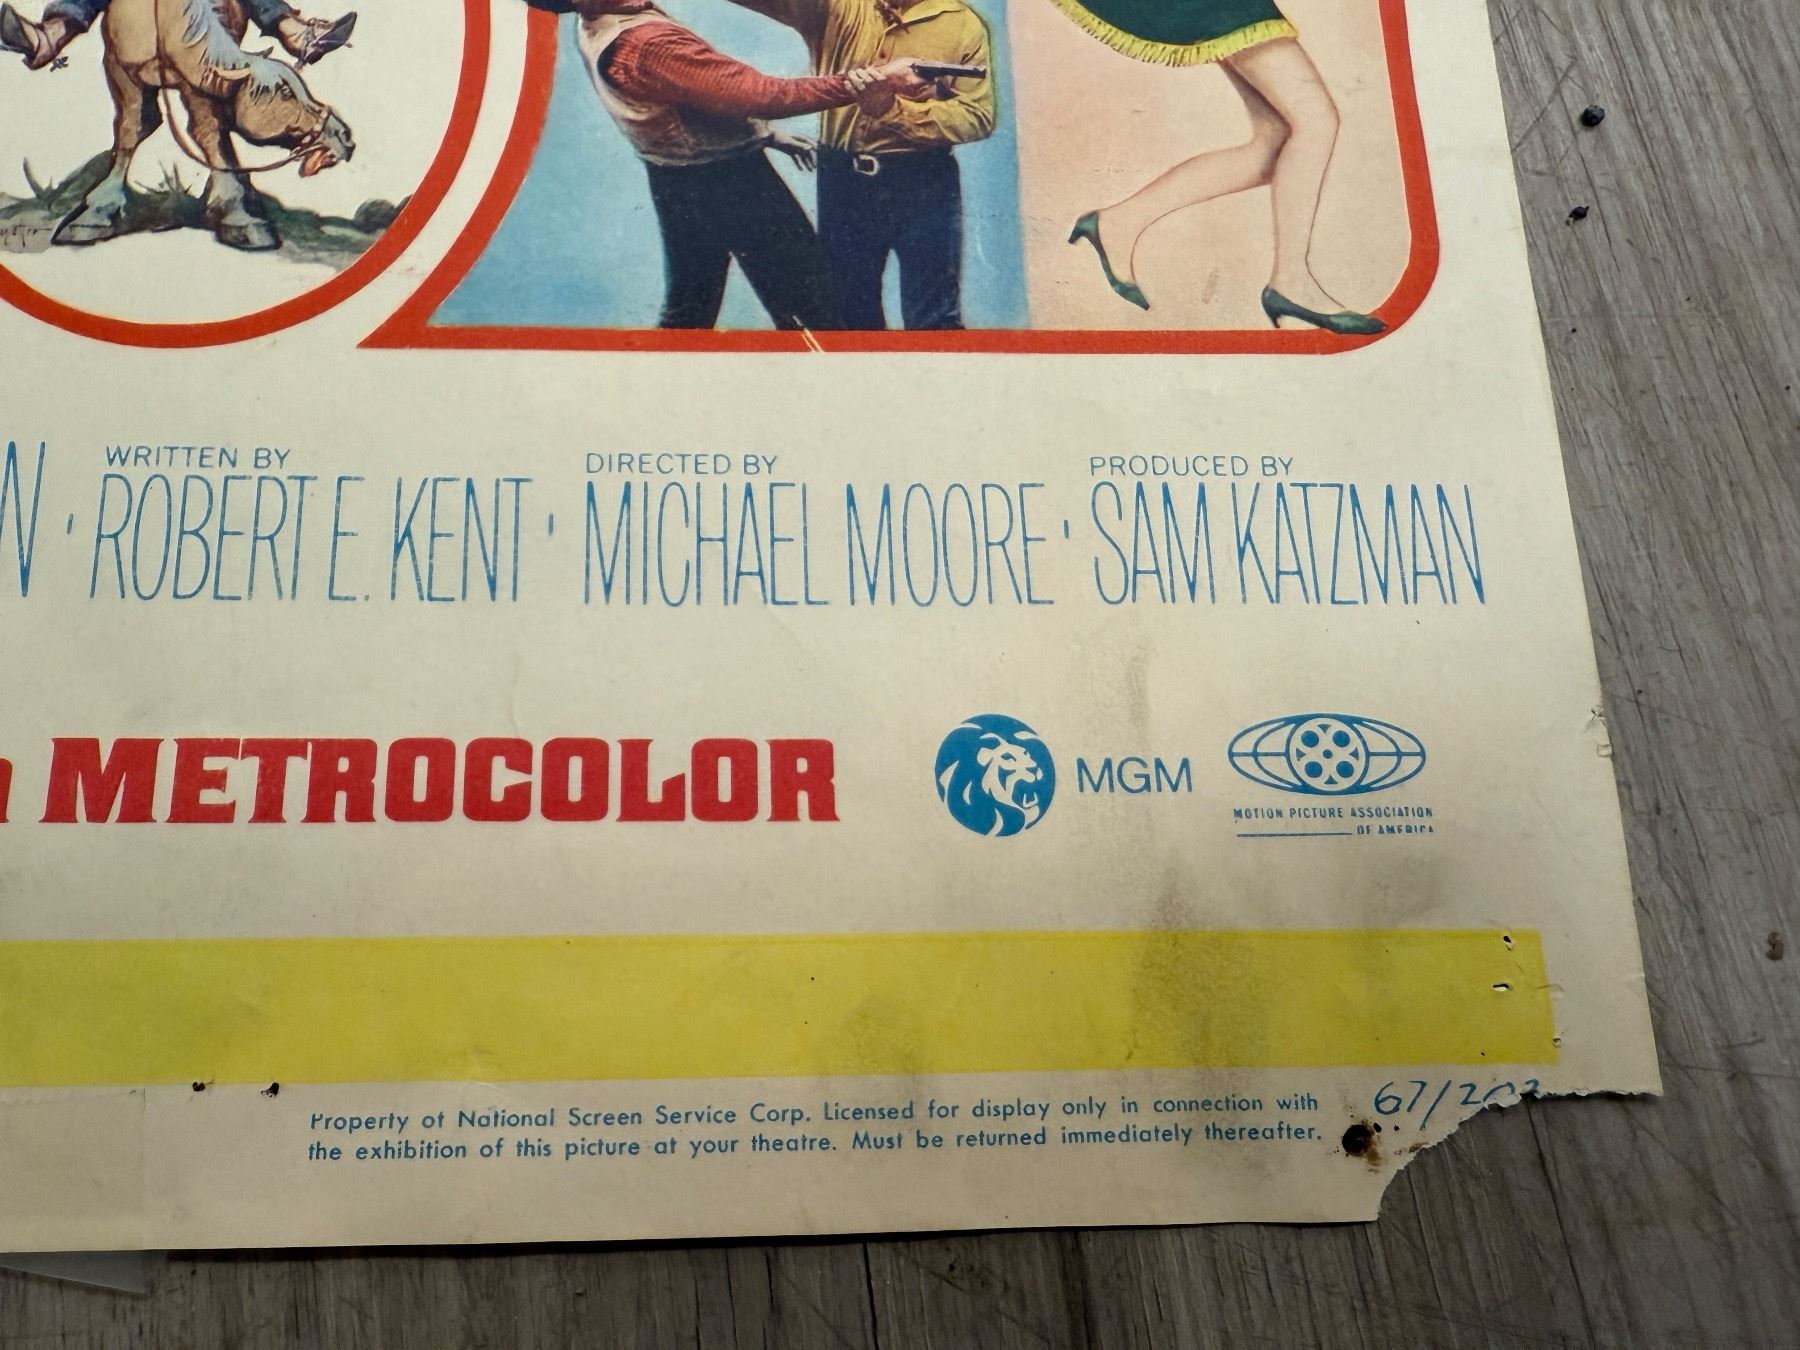 WRITTEN BY DIRECTED BY PRODUCED BY
N · ROBERT E. KENT · MICHAEL MOORE · SAM KATZMAN
METROCOLOR MGM
MOTION PICTURE ASSOCIATION
OF AMERICA
Property of National Screen Service Corp. Licensed for display only in connection with
the exhibition of this picture at your theatre. Must be returned immediately thereafter.
67/202